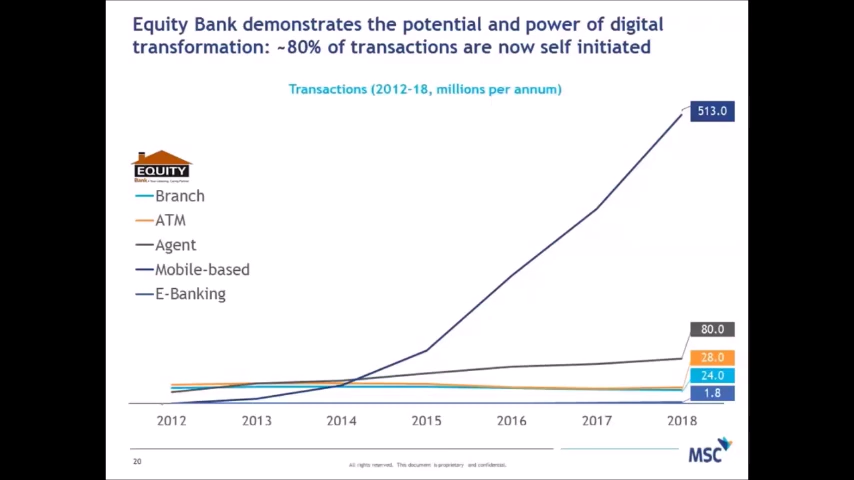 Equity Bank demonstrates the potential and power of digital
transformation: ~80% of transactions are now self initiated
Transactions (2012-18, millions per annum)
513.0
EQUITY
Bank
Branch
ATM
Agent
Mobile-based
E-Banking
80.0
28.0
24.0
1.8
2012 2013 2014 2015 2016 2017 2018
20
All rights reserved. This document is proprietary and confidential.
MSC